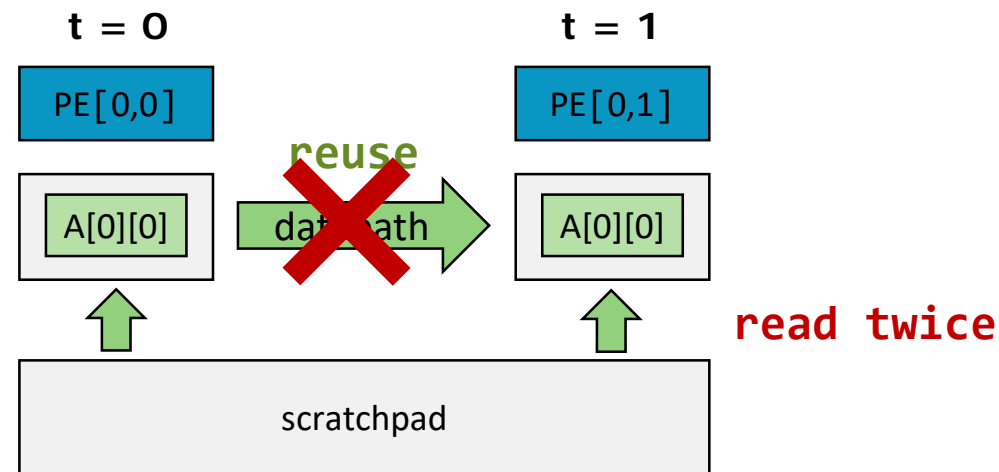 t = 0
t = 1
PE[0,0]
PE[0,1]
reuse
A[0][0]
A[0][0]
read twice
scratchpad